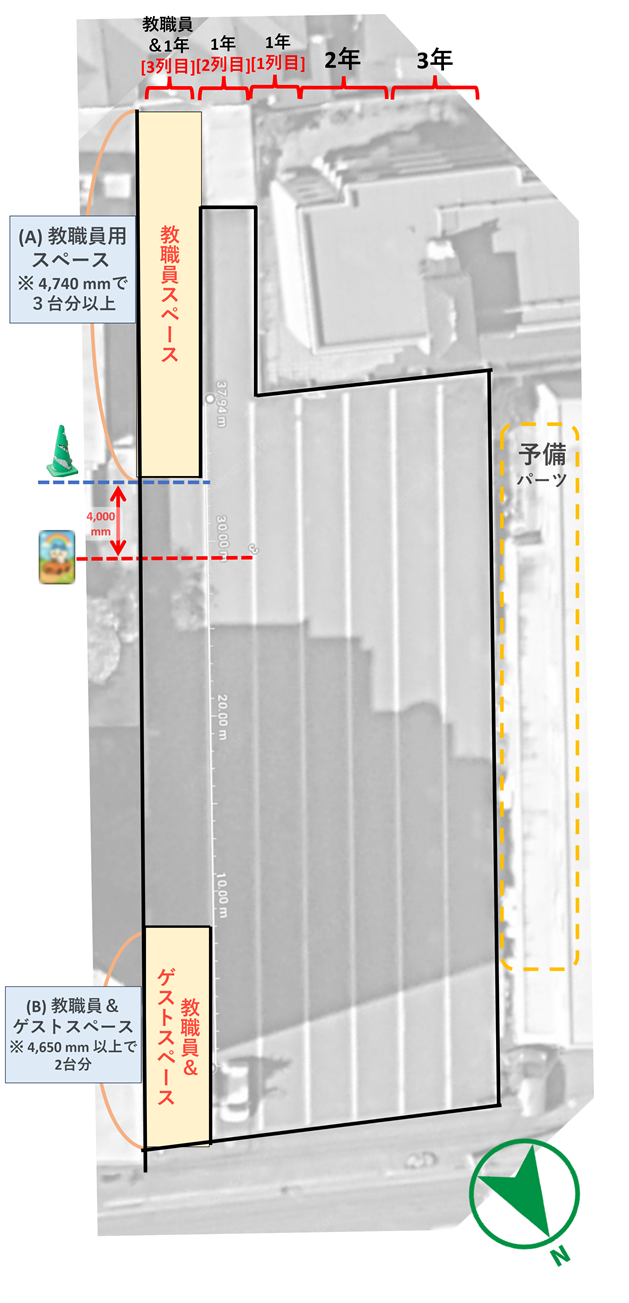 教職員
＆1年
[3列目]
1年
[2列目]
1年
[1列目]
2年
3年
(A) 教職員用
スペース
※ 4,740 mmで
３台分以上
教職員スペース
37.94 m
予備
パーツ
4,000
mm
30.00 m
20.00 m
10.00 m
(B) 教職員＆
ゲストスペース
※ 4,650 mm 以上で
2台分
教職員＆
ゲストスペース
N